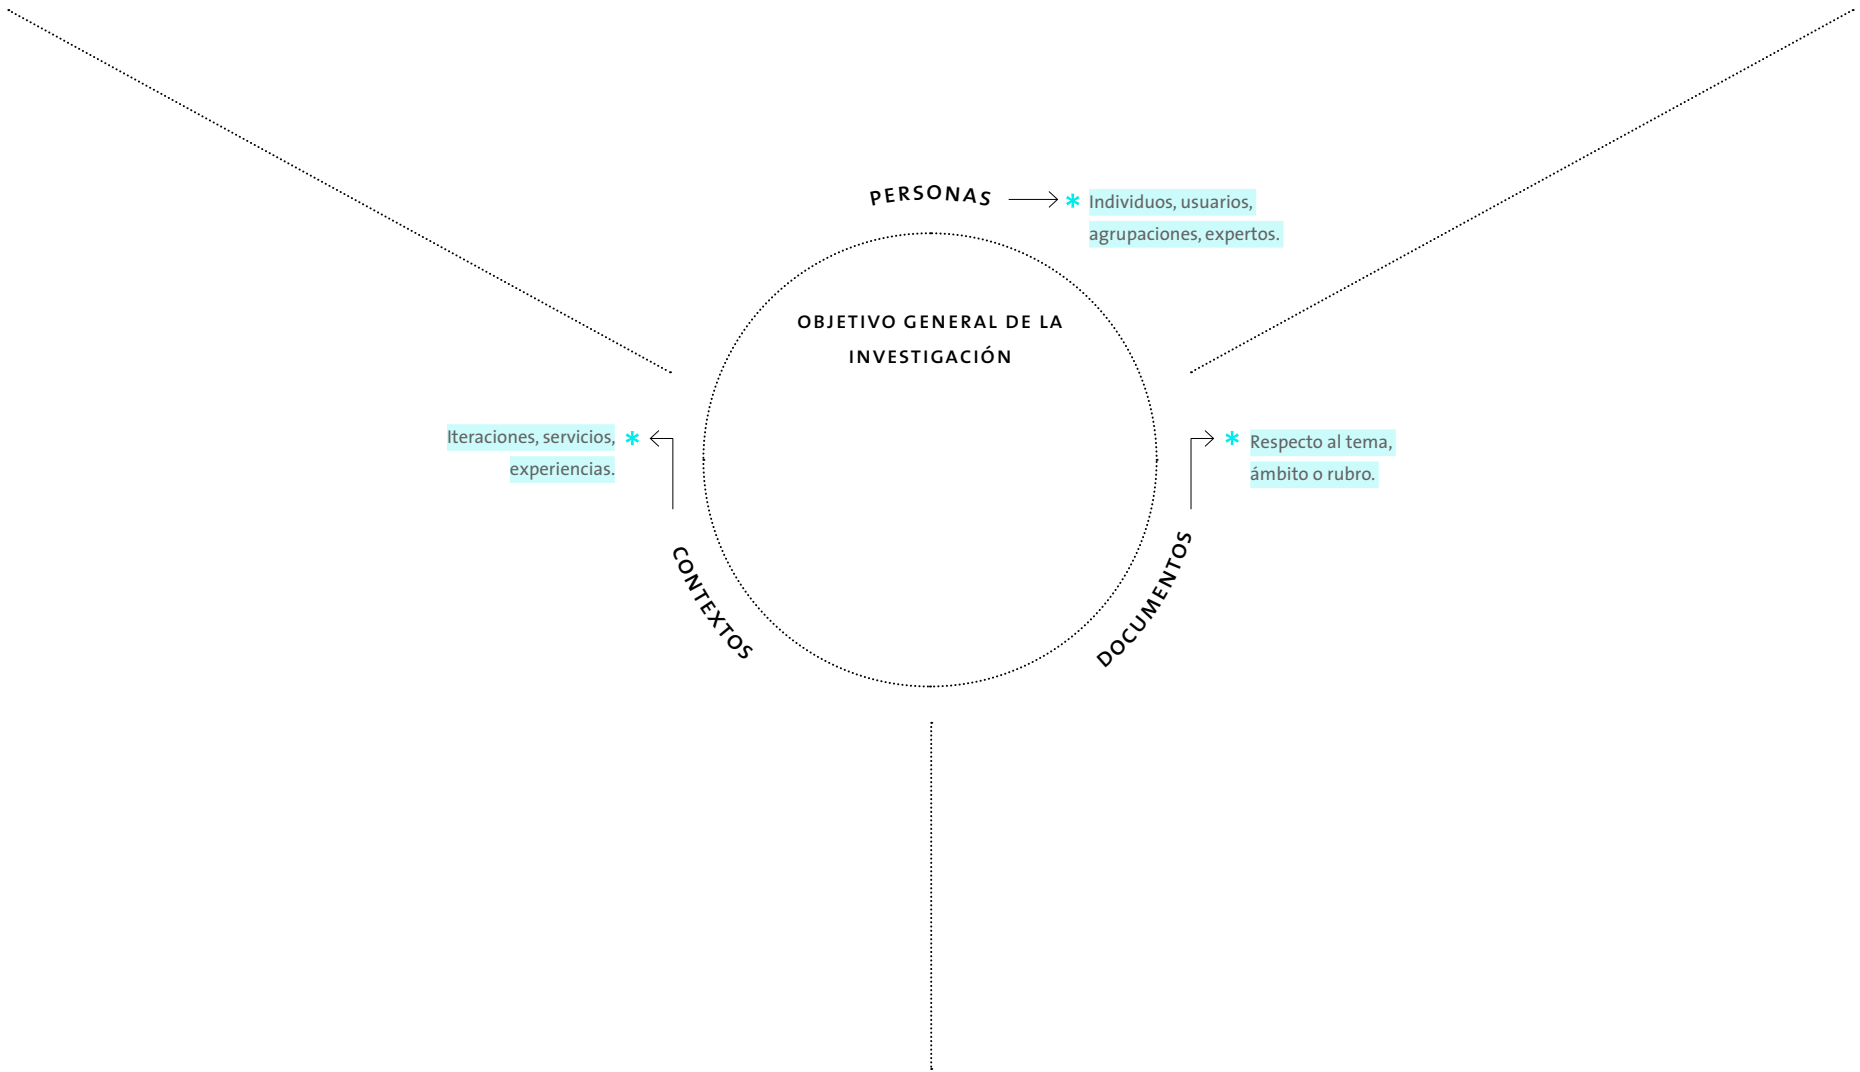 PERSONAS
* Individuos, usuarios,
agrupaciones, expertos.
OBJETIVO GENERAL DE LA
INVESTIGACIÓN
Iteraciones, servicios, *
experiencias.
* Respecto al tema,
ámbito o rubro.
CONTEXTOS
DOCUMENTOS